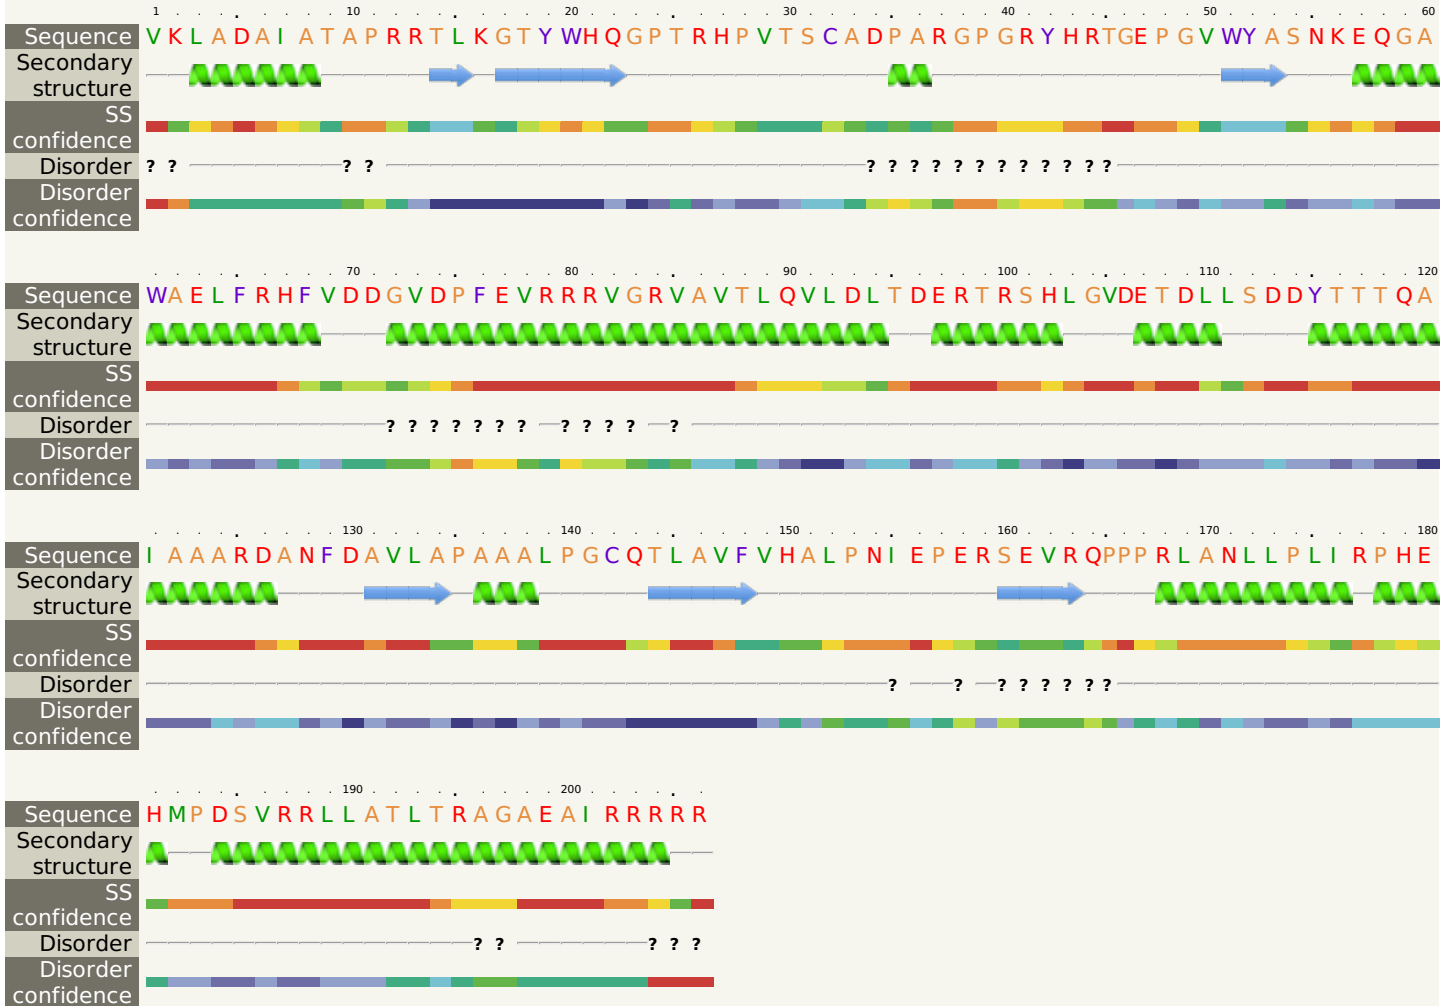 1 10 20 30 40 50 60
Sequence V K L A D A I A T A P R R T L K G T Y W H Q G P T R H P V T S C A D P A R G P G R Y H R T G E P G V W Y A S N K E Q G A
Secondary
structure
SS
confidence
Disorder ? ? ? ? ? ? ? ? ? ? ? ? ? ? ? ?
Disorder
confidence
70 80 90 100 110 120
Sequence W A E L F R H F V D D G V D P F E V R R R V G R V A V T L Q V L D L T D E R T R S H L G V D E T D L L S D D Y T T T Q A
Secondary
structure
SS
confidence
Disorder ? ? ? ? ? ? ? ? ? ? ? ?
Disorder
confidence
130 140 150 160 170 180
Sequence I A A A R D A N F D A V L A P A A A L P G C Q T L A V F V H A L P N I E P E R S E V R Q P P P R L A N L L P L I R P H E
Secondary
structure
SS
confidence
Disorder ? ? ? ? ? ? ? ?
Disorder
confidence
190 200
Sequence H M P D S V R R L L A T L T R A G A E A I R R R R R
Secondary
structure
SS
confidence
Disorder ? ? ? ? ?
Disorder
confidence